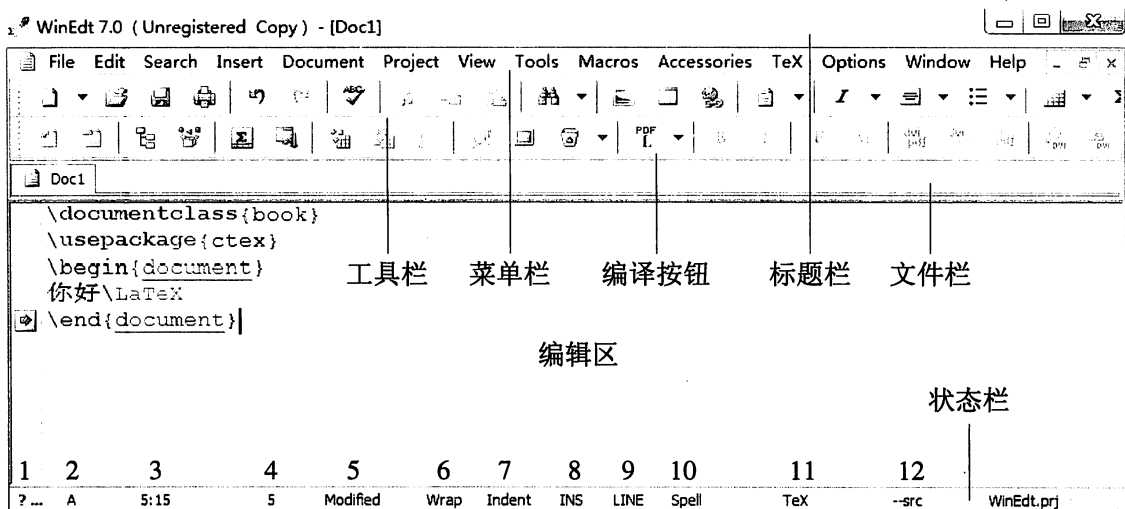 WinEdt 7.0 ( Unregistered Copy ) - [Doc1]
File Edit Search Insert Document Project View Tools Macros Accessories TeX Options Window Help
ABC
PDF
L
Doc1
\documentclass{book}
\usepackage{ctex}
\begin{document}
你好\LaTeX
\end{document}
工具栏 菜单栏 编译按钮 标题栏 文件栏
编辑区
状态栏
1 2 3 4 5 6 7 8 9 10 11 12
? ... A 5:15 5 Modified Wrap Indent INS LINE Spell TeX --src WinEdt.prj